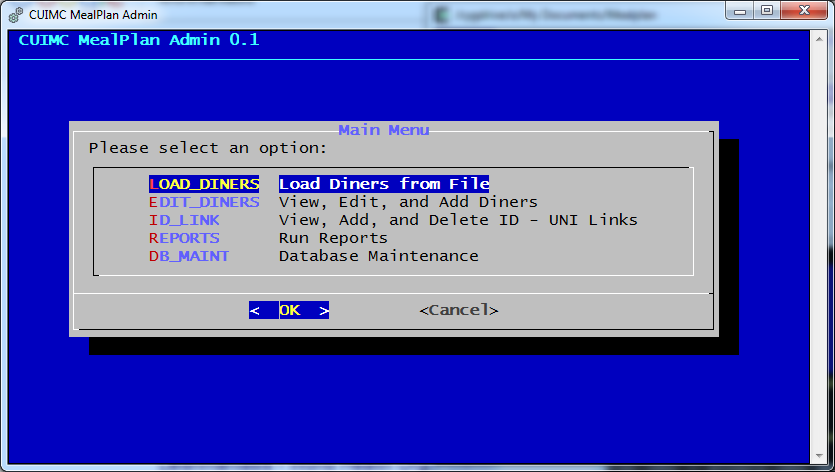 CUIMC MealPlan Admin
CUIMC MealPlan Admin 0.1
Main Menu
Please select an option:
LOAD_DINERS Load Diners from File
EDIT_DINERS View, Edit, and Add Diners
ID_LINK View, Add, and Delete ID - UNI Links
REPORTS Run Reports
DB_MAINT Database Maintenance
< OK > <Cancel>